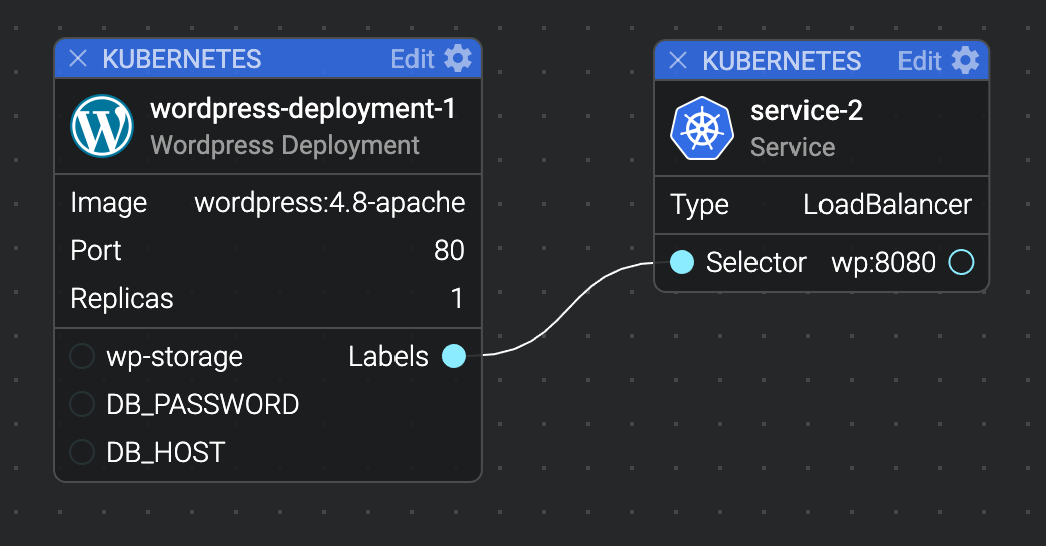 KUBERNETES Edit
wordpress-deployment-1
Wordpress Deployment
Image wordpress:4.8-apache
Port 80
Replicas 1
wp-storage Labels
DB_PASSWORD
DB_HOST
KUBERNETES Edit
service-2
Service
Type LoadBalancer
Selector wp:8080